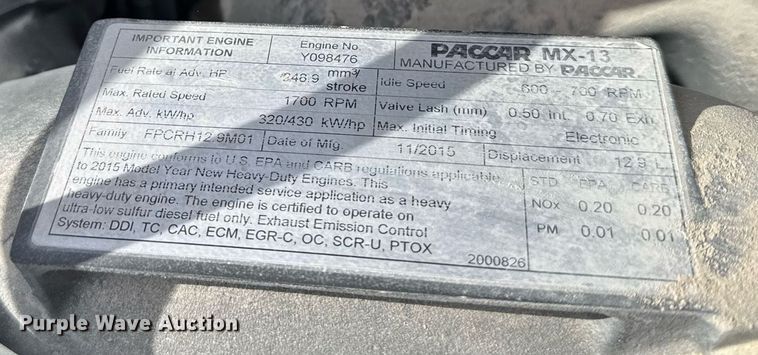 IMPORTANT ENGINE INFORMATION
Engine No. Y098476
PACCAR MX-13
MANUFACTURED BY PACCAR
Fuel Rate at Adv. HP 246.9 mm³/stroke
Idle Speed 600 700 RPM
Max. Rated Speed 1700 RPM
Valve Lash (mm) 0.50 Int. 0.70 Exh.
Max. Adv. kW/hp 320/430 kW/hp
Max. Initial Timing Electronic
Family FPCRH12.9M01
Date of Mfg. 11/2015
Displacement 12.9 L
This engine conforms to U.S. EPA and CARB regulations applicable
to 2015 Model Year New Heavy-Duty Engines. This
engine has a primary intended service application as a heavy
heavy-duty engine. The engine is certified to operate on
ultra-low sulfur diesel fuel only. Exhaust Emission Control
System: DDI, TC, CAC, ECM, EGR-C, OC, SCR-U, PTOX
STD EPA CARB
NOx 0.20 0.20
PM 0.01 0.01
2000826
Purple Wave Auction